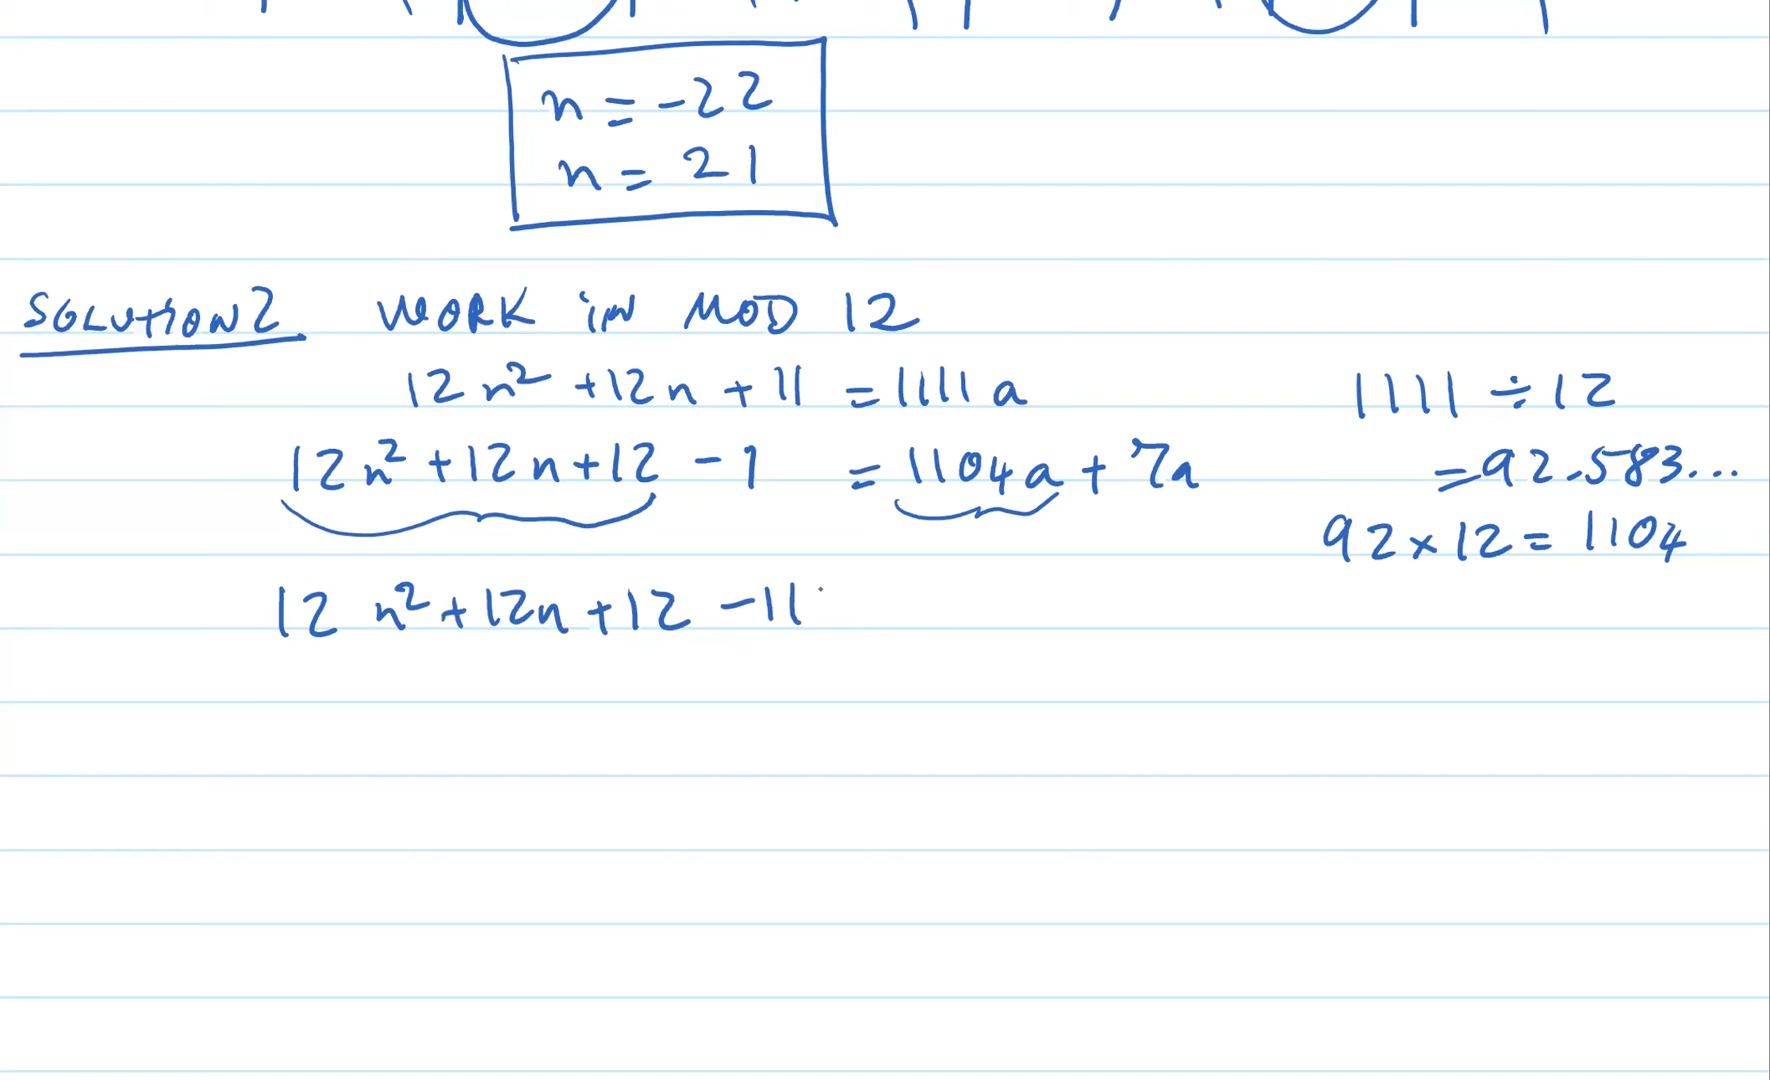 n = -22
n = 21
SOLUTION 2 WORK IN MOD 12
12n² + 12n + 11 = 1111a
12n² + 12n + 12 - 1 = 1104a + 7a
12n² + 12n + 12 - 11
1111 ÷ 12
= 92.583...
92 × 12 = 1104